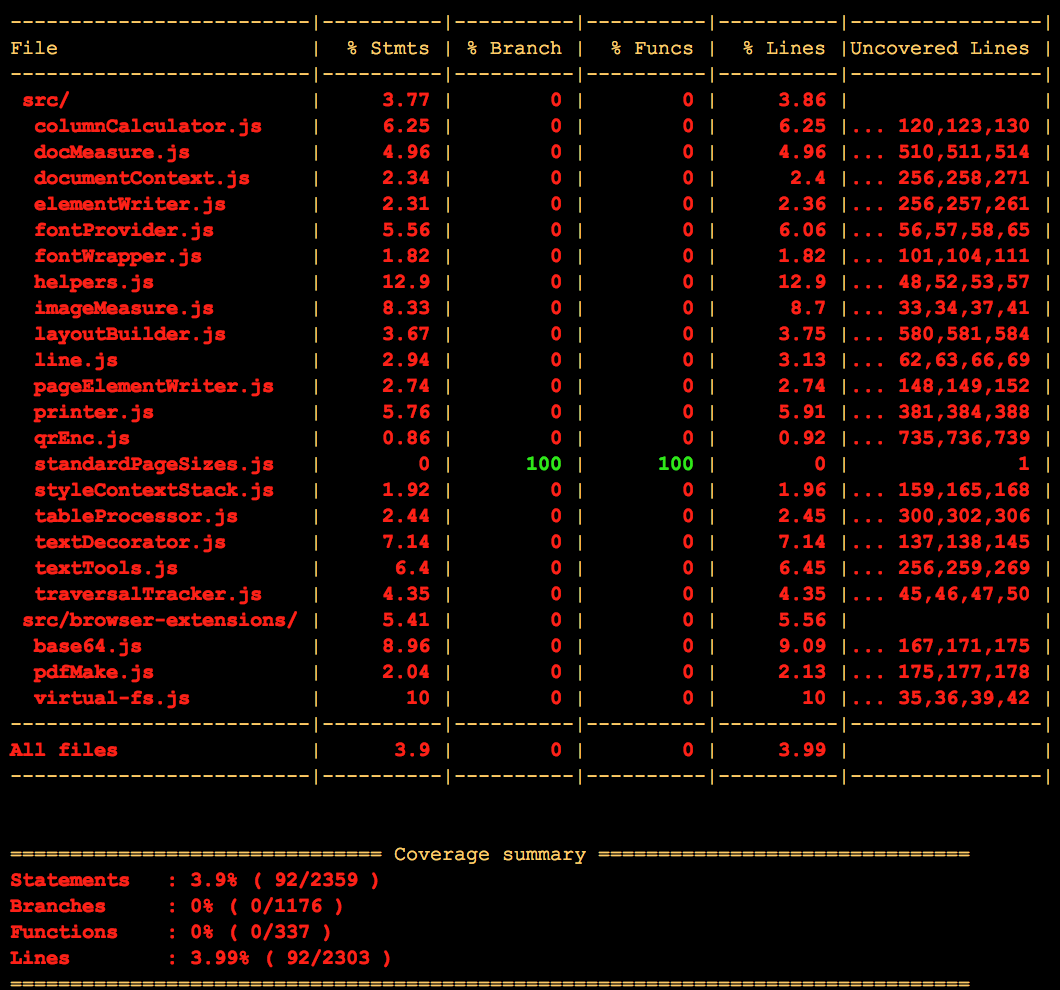 -------------------------|----------|----------|----------|----------|----------------|
File                     |  % Stmts | % Branch |  % Funcs |  % Lines |Uncovered Lines |
-------------------------|----------|----------|----------|----------|----------------|
 src/                    |     3.77 |        0 |        0 |     3.86 |                |
  columnCalculator.js    |     6.25 |        0 |        0 |     6.25 |... 120,123,130 |
  docMeasure.js          |     4.96 |        0 |        0 |     4.96 |... 510,511,514 |
  documentContext.js     |     2.34 |        0 |        0 |      2.4 |... 256,258,271 |
  elementWriter.js       |     2.31 |        0 |        0 |     2.36 |... 256,257,261 |
  fontProvider.js        |     5.56 |        0 |        0 |     6.06 |... 56,57,58,65 |
  fontWrapper.js         |     1.82 |        0 |        0 |     1.82 |... 101,104,111 |
  helpers.js             |     12.9 |        0 |        0 |     12.9 |... 48,52,53,57 |
  imageMeasure.js        |     8.33 |        0 |        0 |      8.7 |... 33,34,37,41 |
  layoutBuilder.js       |     3.67 |        0 |        0 |     3.75 |... 580,581,584 |
  line.js                |     2.94 |        0 |        0 |     3.13 |... 62,63,66,69 |
  pageElementWriter.js   |     2.74 |        0 |        0 |     2.74 |... 148,149,152 |
  printer.js             |     5.76 |        0 |        0 |     5.91 |... 381,384,388 |
  qrEnc.js               |     0.86 |        0 |        0 |     0.92 |... 735,736,739 |
  standardPageSizes.js   |        0 |      100 |      100 |        0 |              1 |
  styleContextStack.js   |     1.92 |        0 |        0 |     1.96 |... 159,165,168 |
  tableProcessor.js      |     2.44 |        0 |        0 |     2.45 |... 300,302,306 |
  textDecorator.js       |     7.14 |        0 |        0 |     7.14 |... 137,138,145 |
  textTools.js           |      6.4 |        0 |        0 |     6.45 |... 256,259,269 |
  traversalTracker.js    |     4.35 |        0 |        0 |     4.35 |... 45,46,47,50 |
 src/browser-extensions/ |     5.41 |        0 |        0 |     5.56 |                |
  base64.js              |     8.96 |        0 |        0 |     9.09 |... 167,171,175 |
  pdfMake.js             |     2.04 |        0 |        0 |     2.13 |... 175,177,178 |
  virtual-fs.js          |       10 |        0 |        0 |       10 |... 35,36,39,42 |
-------------------------|----------|----------|----------|----------|----------------|
All files                |      3.9 |        0 |        0 |     3.99 |                |
-------------------------|----------|----------|----------|----------|----------------|
=============================== Coverage summary ===============================
Statements   : 3.9% ( 92/2359 )
Branches     : 0% ( 0/1176 )
Functions    : 0% ( 0/337 )
Lines        : 3.99% ( 92/2303 )
================================================================================